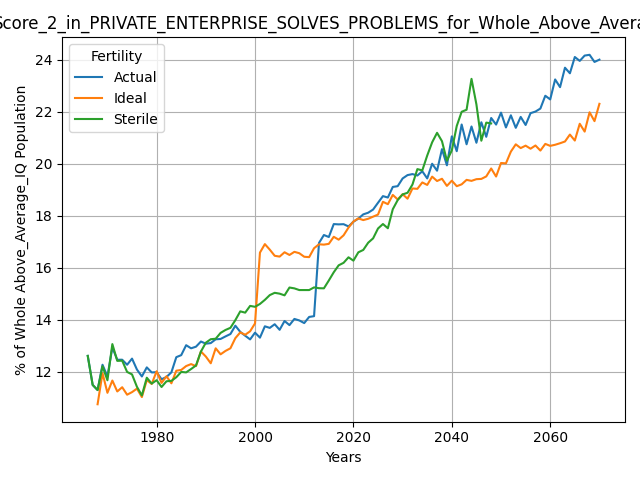 Score_2_in_PRIVATE_ENTERPRISE_SOLVES_PROBLEMS_for_Whole_Above_Avera
Fertility
Actual
Ideal
Sterile
% of Whole Above_Average_IQ Population
24
22
20
18
16
14
12
1980 2000 2020 2040 2060
Years